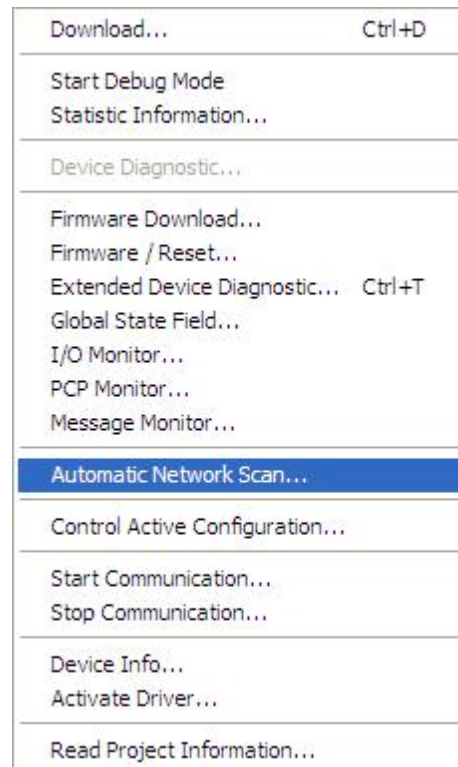 Download... Ctrl+D
Start Debug Mode
Statistic Information...
Device Diagnostic...
Firmware Download...
Firmware / Reset...
Extended Device Diagnostic... Ctrl+T
Global State Field...
I/O Monitor...
PCP Monitor...
Message Monitor...
Automatic Network Scan...
Control Active Configuration...
Start Communication...
Stop Communication...
Device Info...
Activate Driver...
Read Project Information...